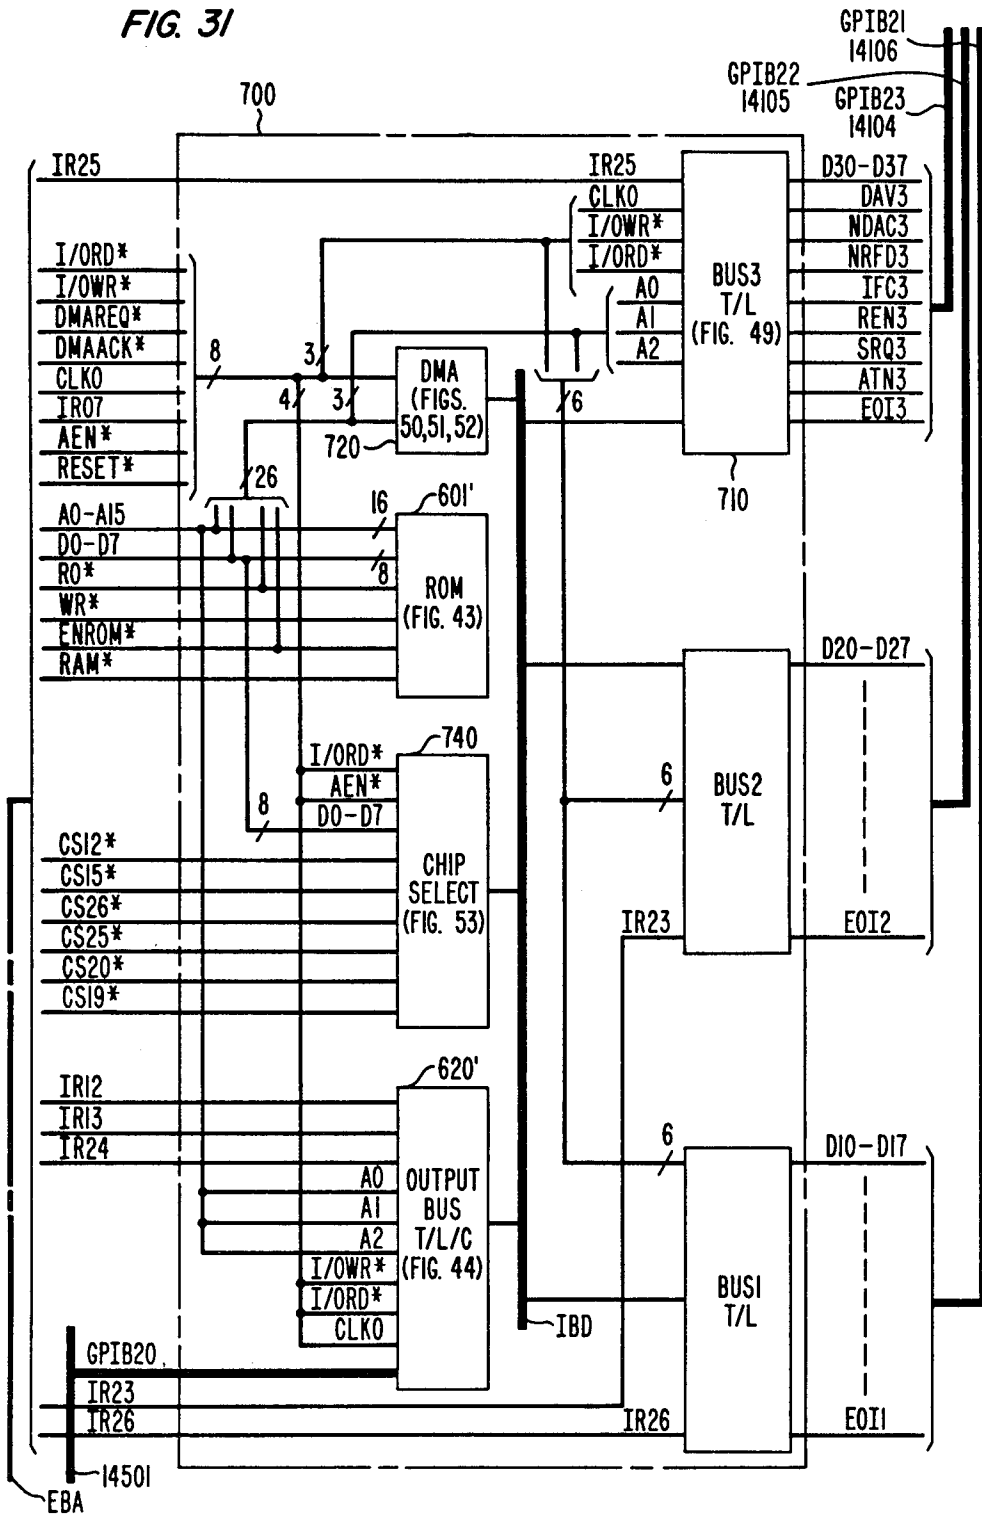 FIG. 31
GPIB21
14106
GPIB22
14105
GPIB23
14104
700
IR25
IR25
CLK0
I/OWR*
I/ORD*
A0
A1
A2
BUS3
T/L
(FIG. 49)
710
D30-D37
DAV3
NDAC3
NRFD3
IFC3
REN3
SRQ3
ATN3
EOI3
I/ORD*
I/OWR*
DMAREQ*
DMAACK*
CLK0
IR07
AEN*
RESET*
8
3
4
3
6
26
DMA
(FIGS.
50,51,52)
720
A0-A15
D0-D7
RO*
WR*
ENROM*
RAM*
16
8
601'
ROM
(FIG. 43)
740
I/ORD*
AEN*
D0-D7
8
CS12*
CS15*
CS26*
CS25*
CS20*
CS19*
CHIP
SELECT
(FIG. 53)
6
BUS2
T/L
IR23
D20-D27
EOI2
620'
IR12
IR13
IR24
A0
A1
A2
I/OWR*
I/ORD*
CLK0
OUTPUT
BUS
T/L/C
(FIG. 44)
IBD
6
BUS1
T/L
D10-D17
EOI1
GPIB20
IR23
IR26
IR26
14501
EBA